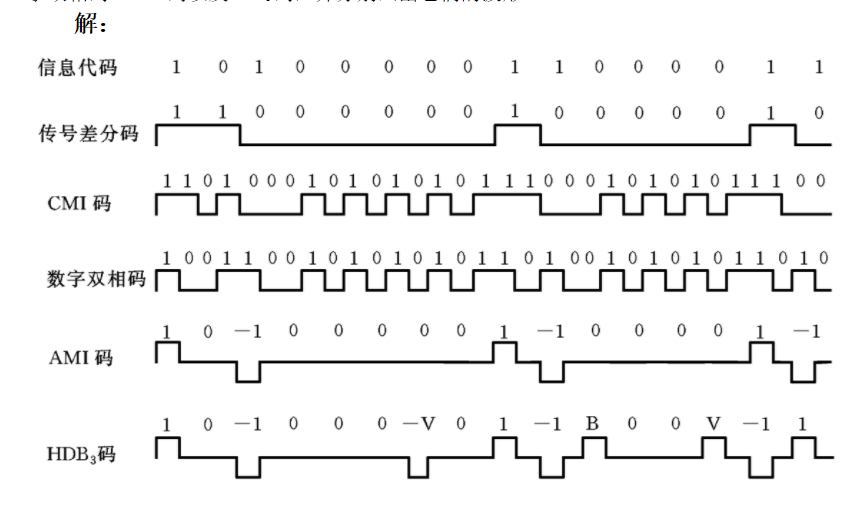 解：
信息代码 1 0 1 0 0 0 0 0 1 1 0 0 0 0 1 1
传号差分码 1 1 0 0 0 0 0 0 1 0 0 0 0 0 1 0
CMI 码 1 1 0 1 0 0 0 1 0 1 0 1 0 1 0 1 1 1 0 0 0 1 0 1 0 1 0 1 1 1 0 0
数字双相码 1 0 0 1 1 0 0 1 0 1 0 1 0 1 0 1 1 0 1 0 0 1 0 1 0 1 0 1 1 0 1 0
AMI 码 1 0 -1 0 0 0 0 0 1 -1 0 0 0 0 1 -1
HDB₃码 1 0 -1 0 0 0 -V 0 1 -1 B 0 0 V -1 1